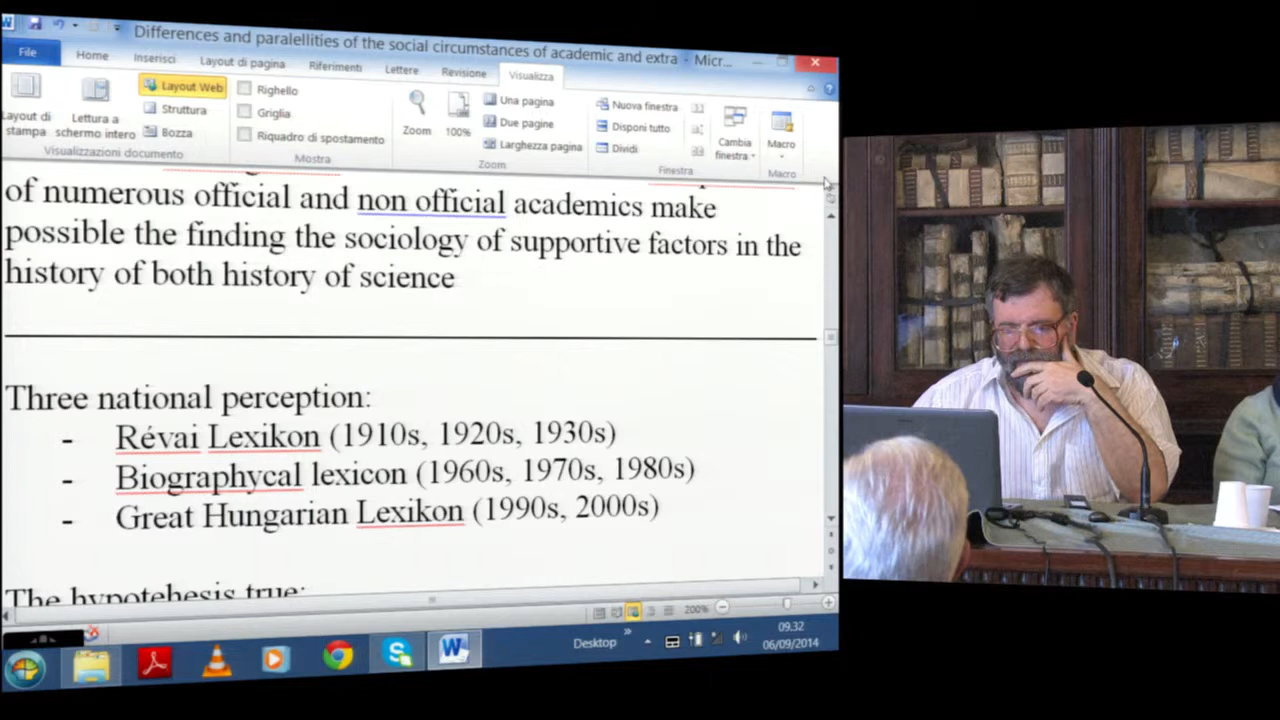 Differences and paralellities of the social circumstances of academic and extra - Micr...
File Home Inserisci Layout di pagina Riferimenti Lettere Revisione Visualizza
Layout di stampa
Lettura a schermo intero
Layout Web
Struttura
Bozza
Visualizzazioni documento
Righello
Griglia
Riquadro di spostamento
Mostra
Zoom
100%
Una pagina
Due pagine
Larghezza pagina
Zoom
Nuova finestra
Disponi tutto
Dividi
Cambia finestra
Finestra
Macro
Macro
of numerous official and non official academics make
possible the finding the sociology of supportive factors in the
history of both history of science
Three national perception:
- Révai Lexikon (1910s, 1920s, 1930s)
- Biographycal lexicon (1960s, 1970s, 1980s)
- Great Hungarian Lexikon (1990s, 2000s)
The hypotehesis true:
200%
Desktop
09.32
06/09/2014